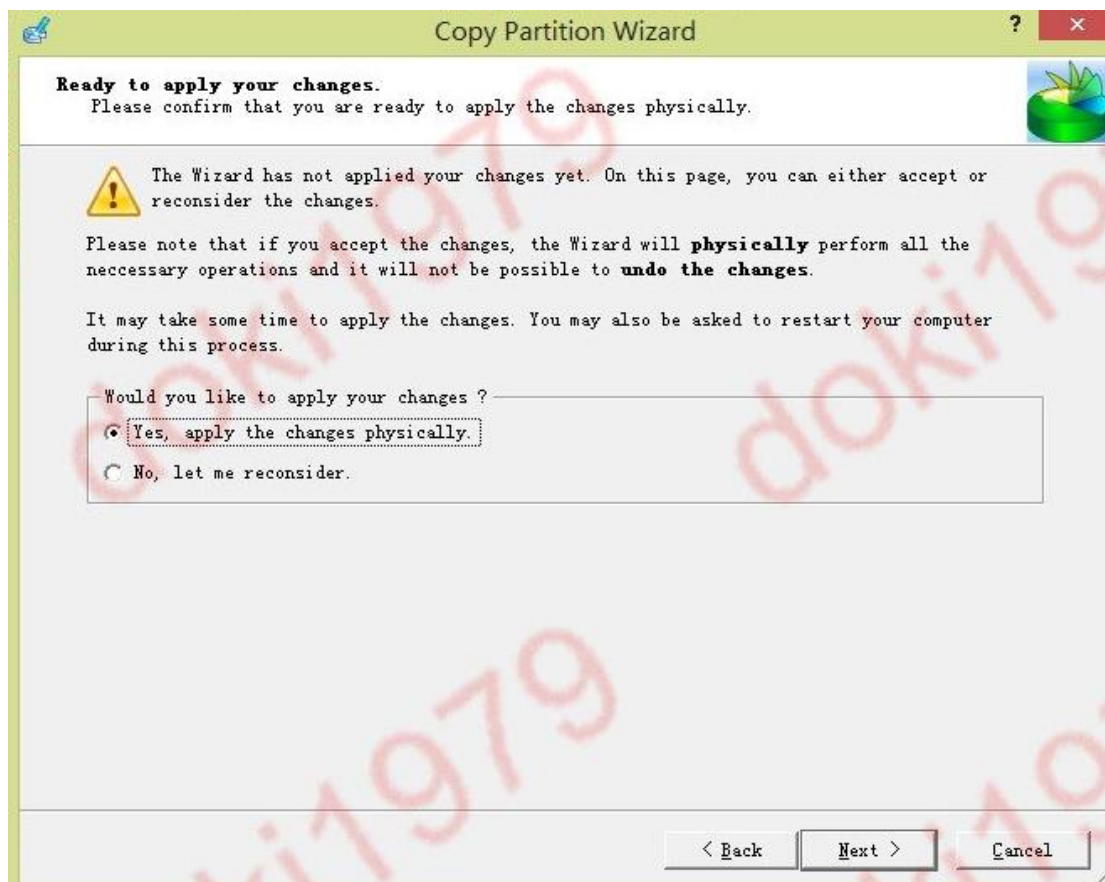 Copy Partition Wizard
?
Ready to apply your changes.
Please confirm that you are ready to apply the changes physically.
The Wizard has not applied your changes yet. On this page, you can either accept or
reconsider the changes.
Please note that if you accept the changes, the Wizard will physically perform all the
neccessary operations and it will not be possible to undo the changes.
It may take some time to apply the changes. You may also be asked to restart your computer
during this process.
Would you like to apply your changes ?
Yes, apply the changes physically.
No, let me reconsider.
< Back
Next >
Cancel
doki1979
doki19
doki1979